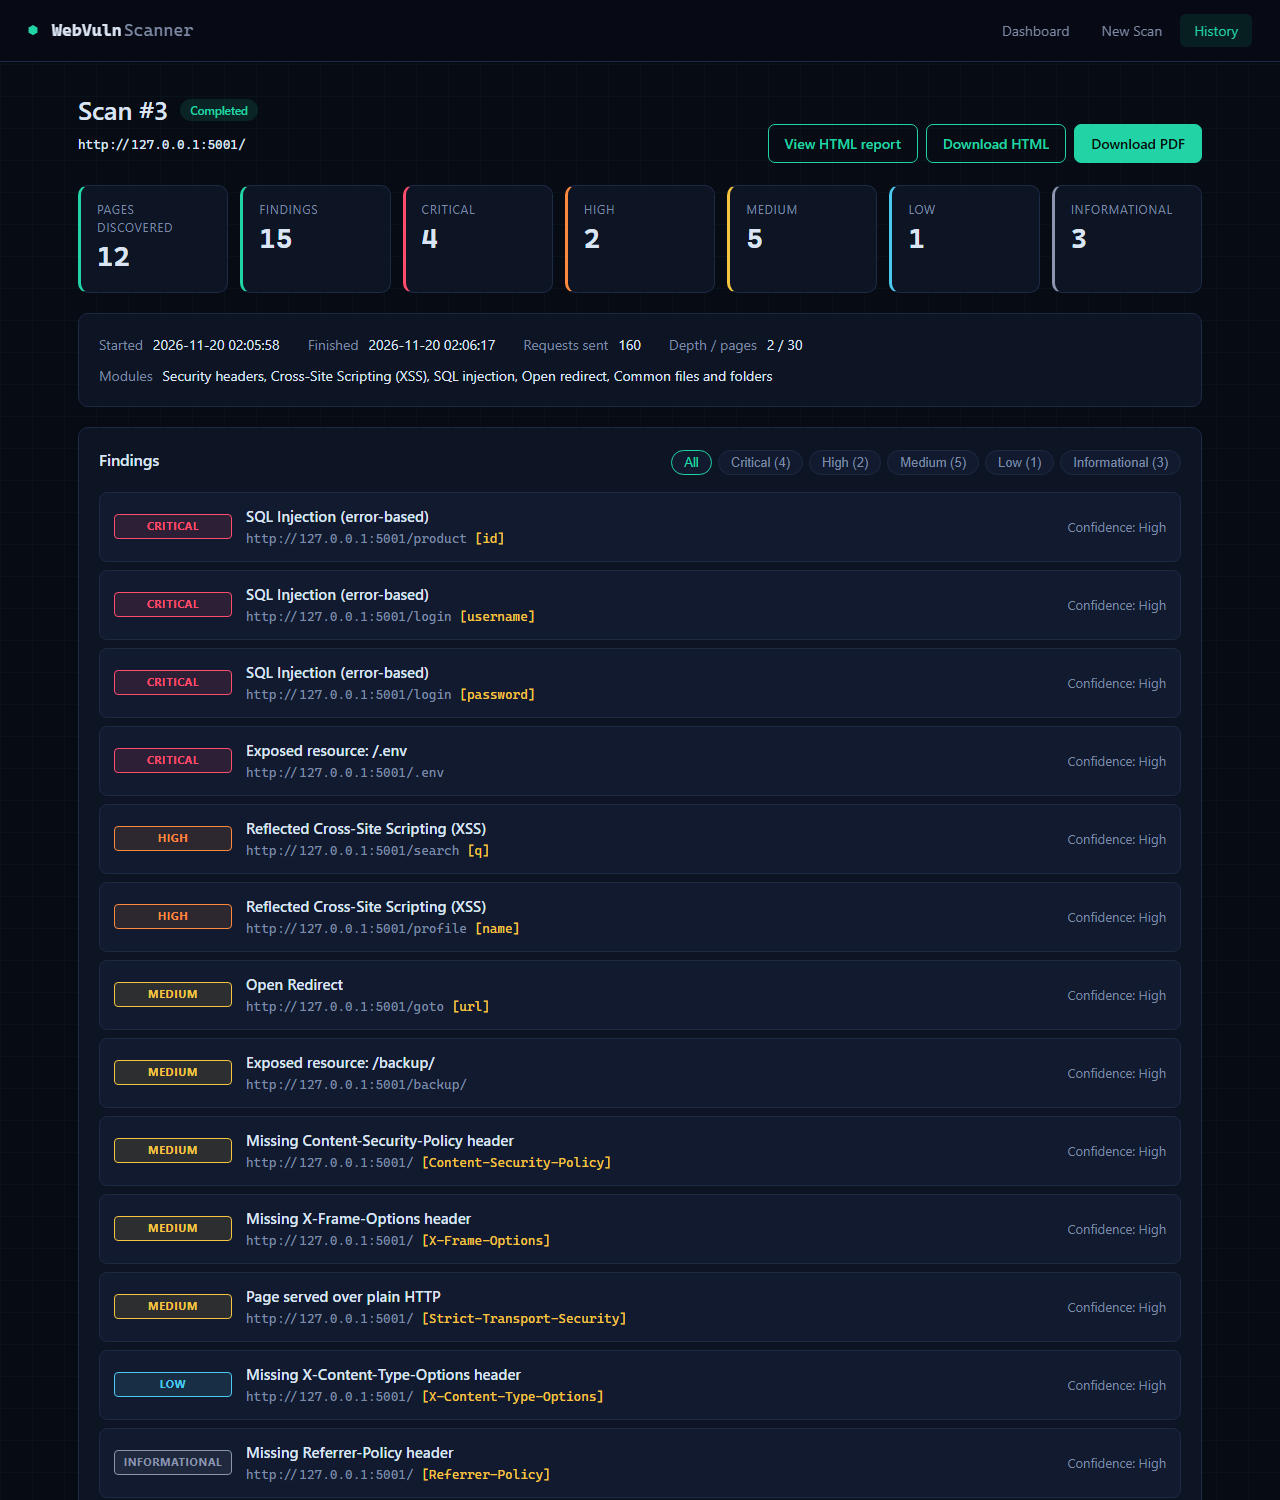 WebVulnScanner
Dashboard
New Scan
History
Scan #3
Completed
http://127.0.0.1:5001/
View HTML report
Download HTML
Download PDF
PAGES DISCOVERED
12
FINDINGS
15
CRITICAL
4
HIGH
2
MEDIUM
5
LOW
1
INFORMATIONAL
3
Started 2026-11-20 02:05:58 Finished 2026-11-20 02:06:17 Requests sent 160 Depth / pages 2 / 30
Modules Security headers, Cross-Site Scripting (XSS), SQL injection, Open redirect, Common files and folders
Findings
All
Critical (4)
High (2)
Medium (5)
Low (1)
Informational (3)
CRITICAL
SQL Injection (error-based)
http://127.0.0.1:5001/product [id]
Confidence: High
CRITICAL
SQL Injection (error-based)
http://127.0.0.1:5001/login [username]
Confidence: High
CRITICAL
SQL Injection (error-based)
http://127.0.0.1:5001/login [password]
Confidence: High
CRITICAL
Exposed resource: /.env
http://127.0.0.1:5001/.env
Confidence: High
HIGH
Reflected Cross-Site Scripting (XSS)
http://127.0.0.1:5001/search [q]
Confidence: High
HIGH
Reflected Cross-Site Scripting (XSS)
http://127.0.0.1:5001/profile [name]
Confidence: High
MEDIUM
Open Redirect
http://127.0.0.1:5001/goto [url]
Confidence: High
MEDIUM
Exposed resource: /backup/
http://127.0.0.1:5001/backup/
Confidence: High
MEDIUM
Missing Content-Security-Policy header
http://127.0.0.1:5001/ [Content-Security-Policy]
Confidence: High
MEDIUM
Missing X-Frame-Options header
http://127.0.0.1:5001/ [X-Frame-Options]
Confidence: High
MEDIUM
Page served over plain HTTP
http://127.0.0.1:5001/ [Strict-Transport-Security]
Confidence: High
LOW
Missing X-Content-Type-Options header
http://127.0.0.1:5001/ [X-Content-Type-Options]
Confidence: High
INFORMATIONAL
Missing Referrer-Policy header
http://127.0.0.1:5001/ [Referrer-Policy]
Confidence: High